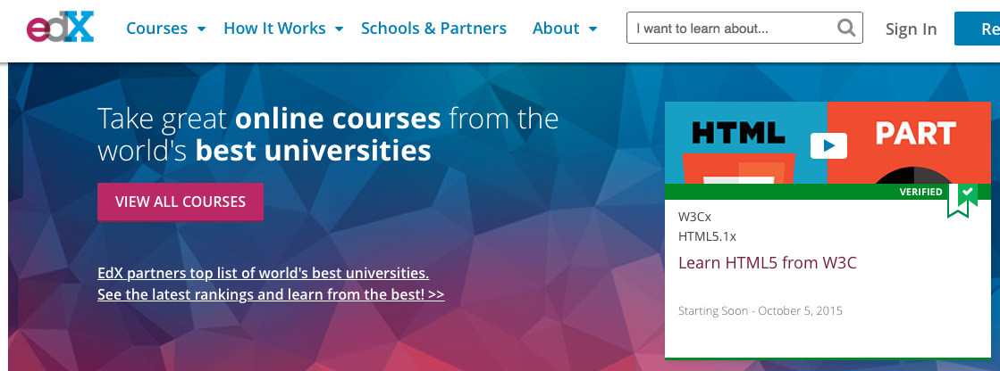 edX
Courses How It Works Schools & Partners About I want to learn about... Sign In Re
Take great online courses from the
world's best universities
VIEW ALL COURSES
EdX partners top list of world's best universities.
See the latest rankings and learn from the best! >>
HTML PART
VERIFIED
W3Cx
HTML5.1x
Learn HTML5 from W3C
Starting Soon - October 5, 2015